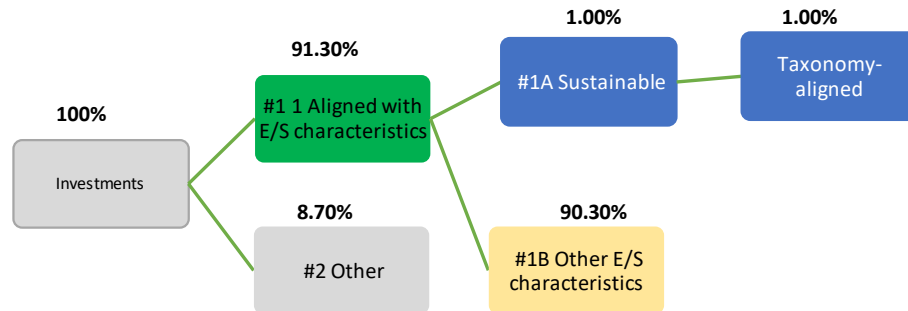 100%
Investments
91.30%
#1 1 Aligned with
E/S characteristics
8.70%
#2 Other
1.00%
#1A Sustainable
90.30%
#1B Other E/S
characteristics
1.00%
Taxonomy-
aligned